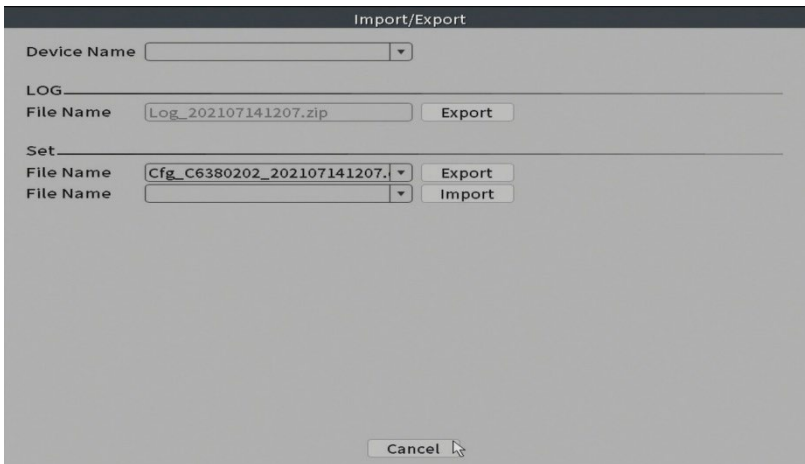 Import/Export
Device Name
LOG
File Name Log_202107141207.zip Export
Set
File Name Cfg_C6380202_202107141207. Export
File Name Import
Cancel